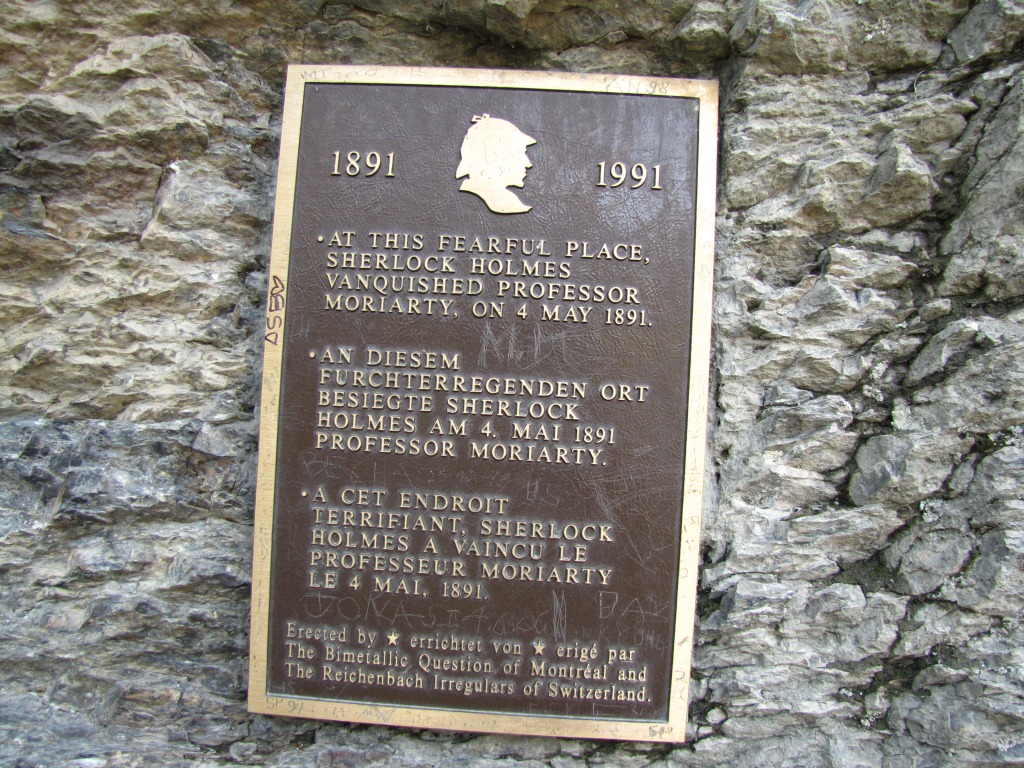 1891 1991
• AT THIS FEARFUL PLACE,
SHERLOCK HOLMES
VANQUISHED PROFESSOR
MORIARTY, ON 4 MAY 1891.
• AN DIESEM
FURCHTERREGENDEN ORT
BESIEGTE SHERLOCK
HOLMES AM 4. MAI 1891
PROFESSOR MORIARTY.
• A CET ENDROIT
TERRIFIANT, SHERLOCK
HOLMES A VAINCU LE
PROFESSEUR MORIARTY
LE 4 MAI, 1891.
Erected by ★ errichtet von ★ erigé par
The Bimetallic Question of Montréal and
The Reichenbach Irregulars of Switzerland.